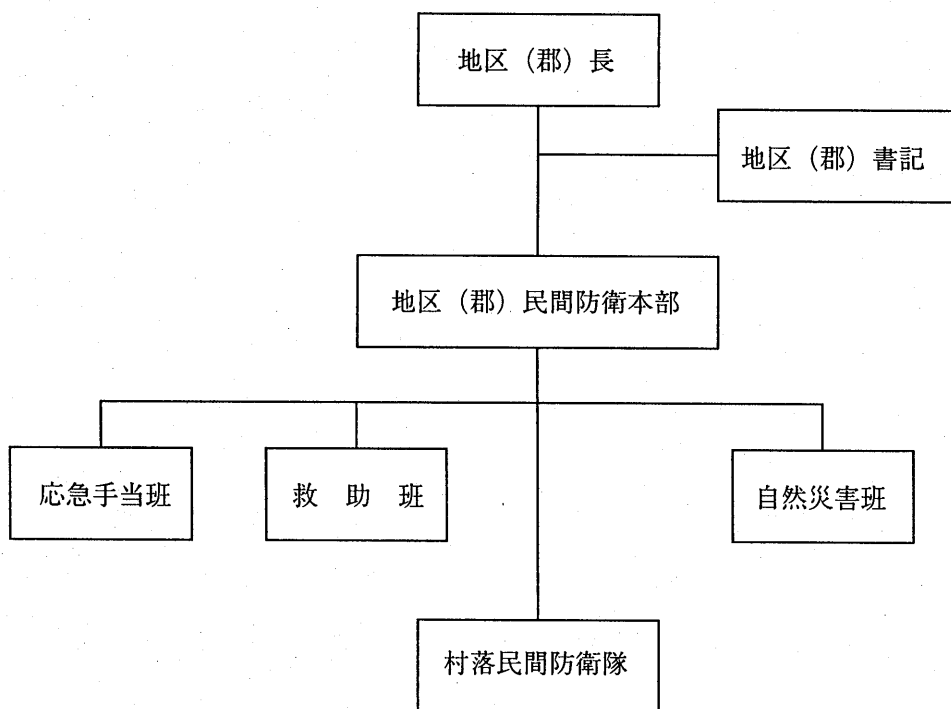 地区（郡）長
地区（郡）書記
地区（郡）民間防衛本部
応急手当班
救　助　班
自然災害班
村落民間防衛隊